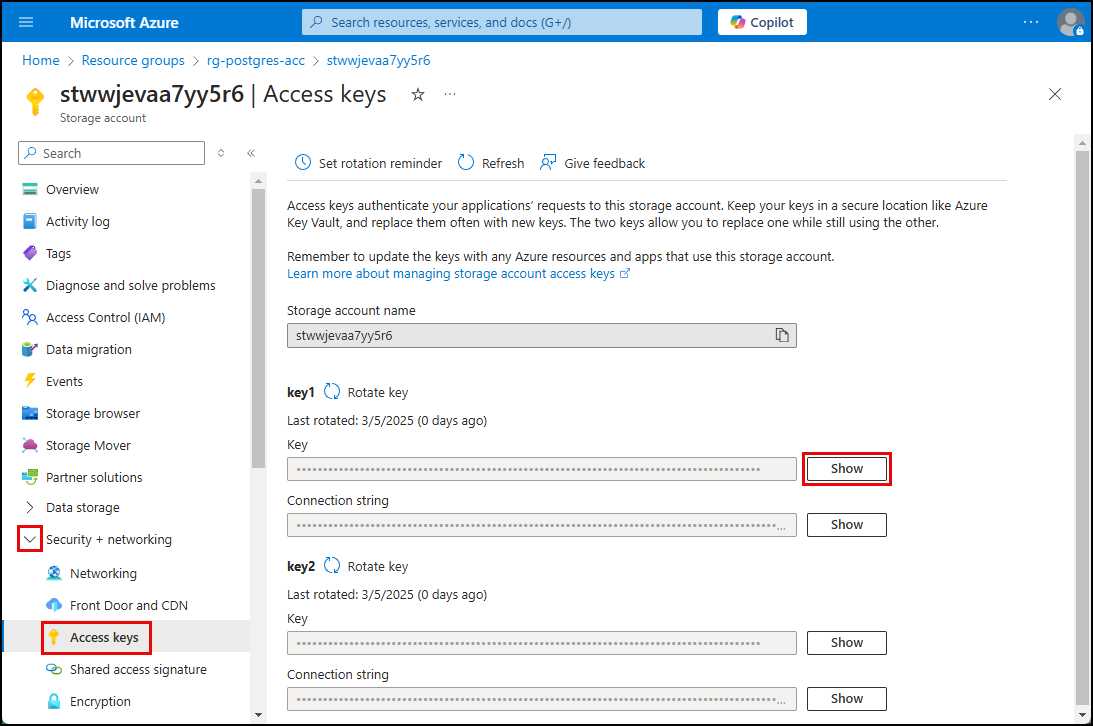 Microsoft Azure
Search resources, services, and docs (G+/)
Copilot
Home > Resource groups > rg-postgres-acc > stwwjevaa7yy5r6
stwwjevaa7yy5r6 | Access keys
Storage account
Search
Overview
Activity log
Tags
Diagnose and solve problems
Access Control (IAM)
Data migration
Events
Storage browser
Storage Mover
Partner solutions
Data storage
Security + networking
Networking
Front Door and CDN
Access keys
Shared access signature
Encryption
Set rotation reminder
Refresh
Give feedback
Access keys authenticate your applications' requests to this storage account. Keep your keys in a secure location like Azure
Key Vault, and replace them often with new keys. The two keys allow you to replace one while still using the other.
Remember to update the keys with any Azure resources and apps that use this storage account.
Learn more about managing storage account access keys
Storage account name
stwwjevaa7yy5r6
key1 Rotate key
Last rotated: 3/5/2025 (0 days ago)
Key
Show
Connection string
Show
key2 Rotate key
Last rotated: 3/5/2025 (0 days ago)
Key
Show
Connection string
Show